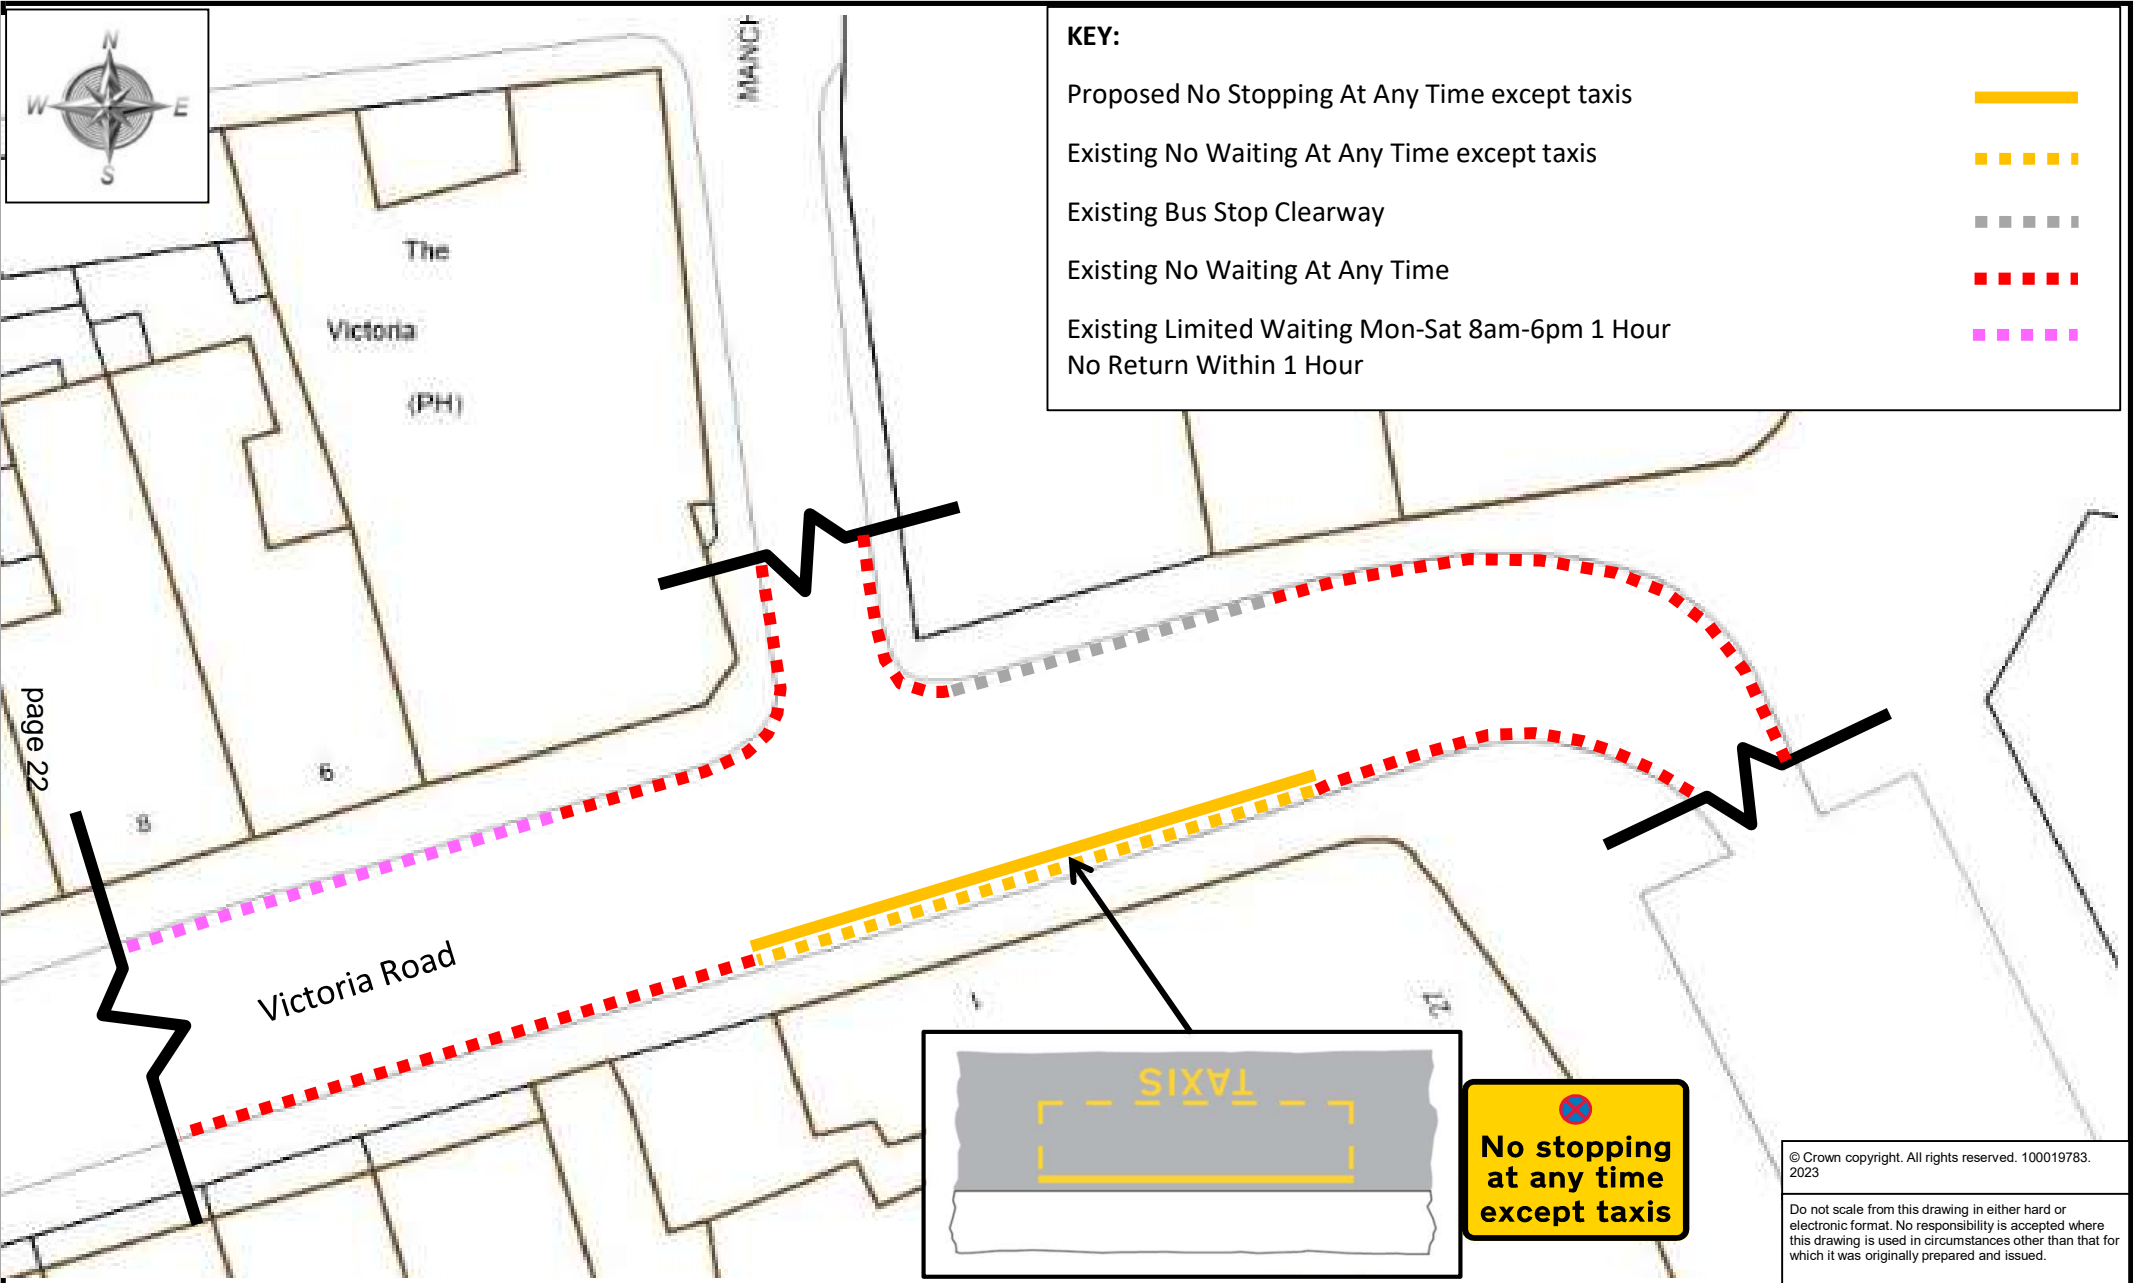 N
W
E
S
MANCH
KEY:
Proposed No Stopping At Any Time except taxis
Existing No Waiting At Any Time except taxis
Existing Bus Stop Clearway
Existing No Waiting At Any Time
Existing Limited Waiting Mon-Sat 8am-6pm 1 Hour
No Return Within 1 Hour
The
Victoria
(PH)
page 22
6
8
Victoria Road
1
27
TAXIS
No stopping
at any time
except taxis
© Crown copyright. All rights reserved. 100019783.
2023
Do not scale from this drawing in either hard or
electronic format. No responsibility is accepted where
this drawing is used in circumstances other than that for
which it was originally prepared and issued.